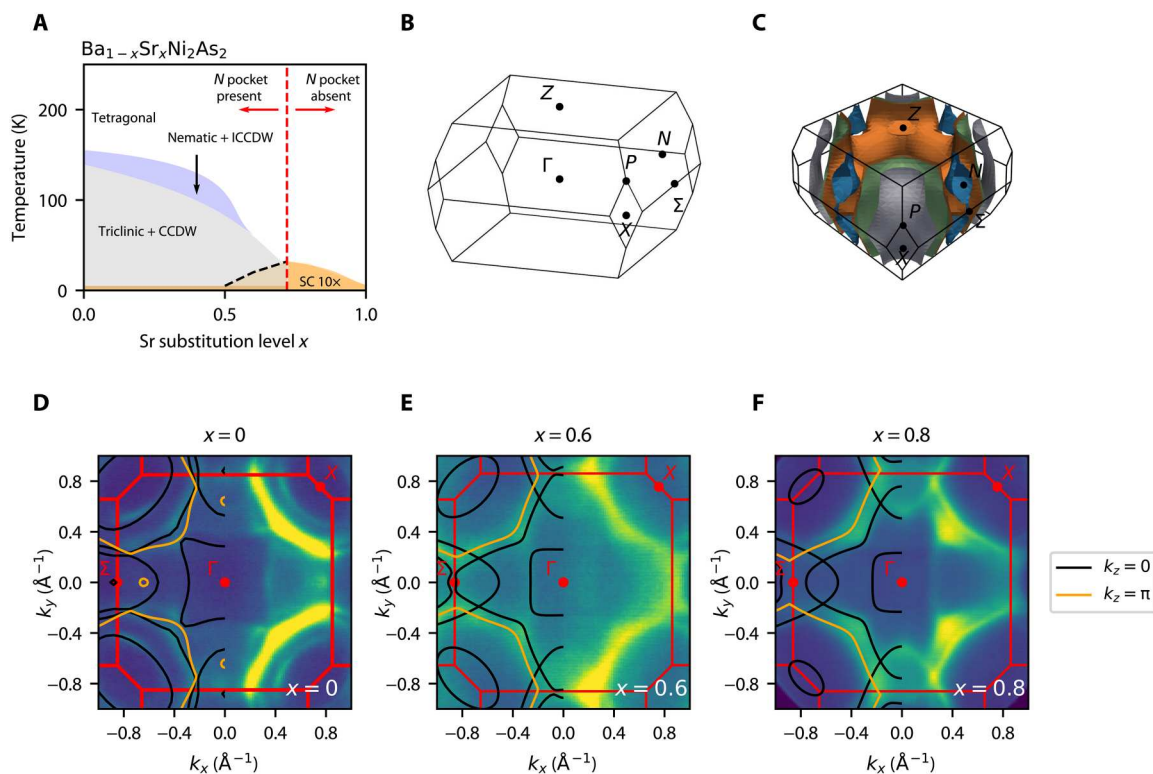 A
Ba1−xSrxNi2As2
N pocket present
N pocket absent
Tetragonal
Nematic + ICCDW
Triclinic + CCDW
SC 10×
200
100
0
Temperature (K)
0.0 0.5 1.0
Sr substitution level x
B
Z
N
Γ
P
Σ
X
C
Z
N
Σ
P
X
D
x = 0
X
Σ
Γ
x = 0
0.8
0.4
0.0
−0.4
−0.8
ky (Å−1)
−0.8 −0.4 0.0 0.4 0.8
kx (Å−1)
E
x = 0.6
X
Σ
Γ
x = 0.6
0.8
0.4
0.0
−0.4
−0.8
ky (Å−1)
−0.8 −0.4 0.0 0.4 0.8
kx (Å−1)
F
x = 0.8
X
Σ
Γ
x = 0.8
0.8
0.4
0.0
−0.4
−0.8
ky (Å−1)
−0.8 −0.4 0.0 0.4 0.8
kx (Å−1)
kz = 0
kz = π